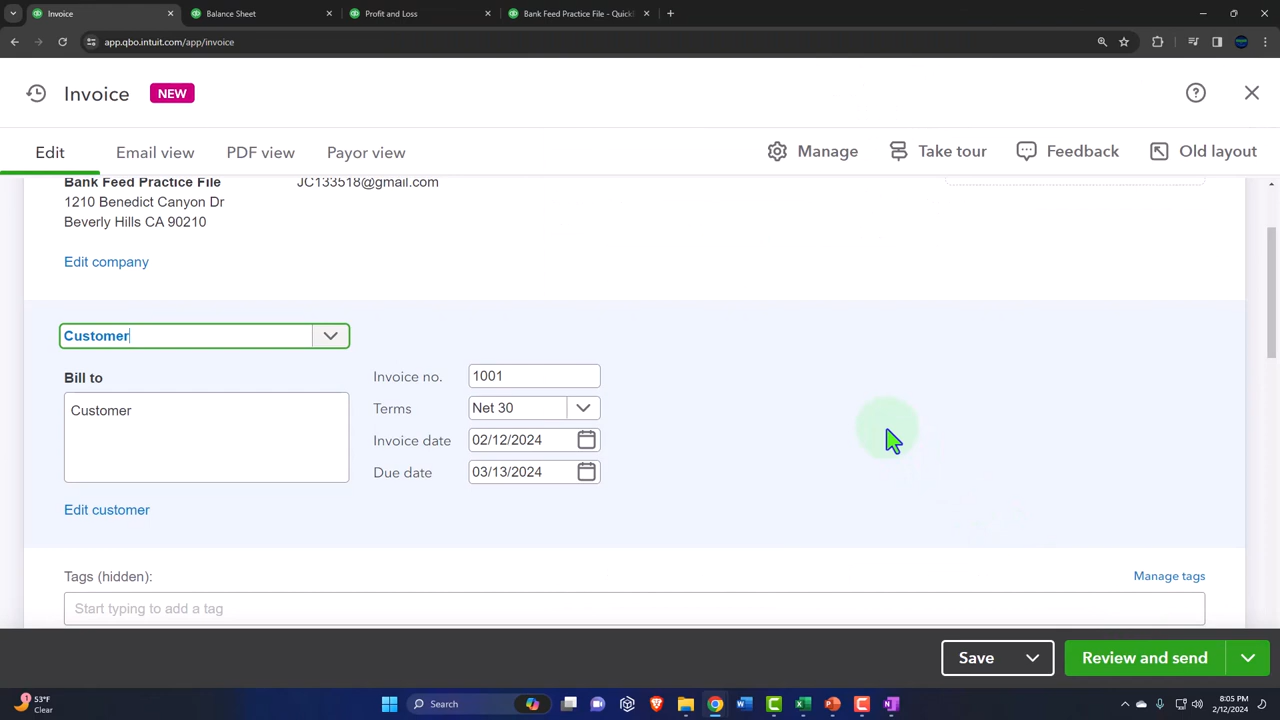 Invoice
Balance Sheet
Profit and Loss
Bank Feed Practice File - Quick
app.qbo.intuit.com/app/invoice
Invoice
NEW
Edit
Email view
PDF view
Payor view
Manage
Take tour
Feedback
Old layout
Bank Feed Practice File
JC133518@gmail.com
1210 Benedict Canyon Dr
Beverly Hills CA 90210
Edit company
Customer
Bill to
Customer
Invoice no.
1001
Terms
Net 30
Invoice date
02/12/2024
Due date
03/13/2024
Edit customer
Tags (hidden):
Manage tags
Start typing to add a tag
Save
Review and send
53°F
Clear
Search
8:05 PM
2/12/2024